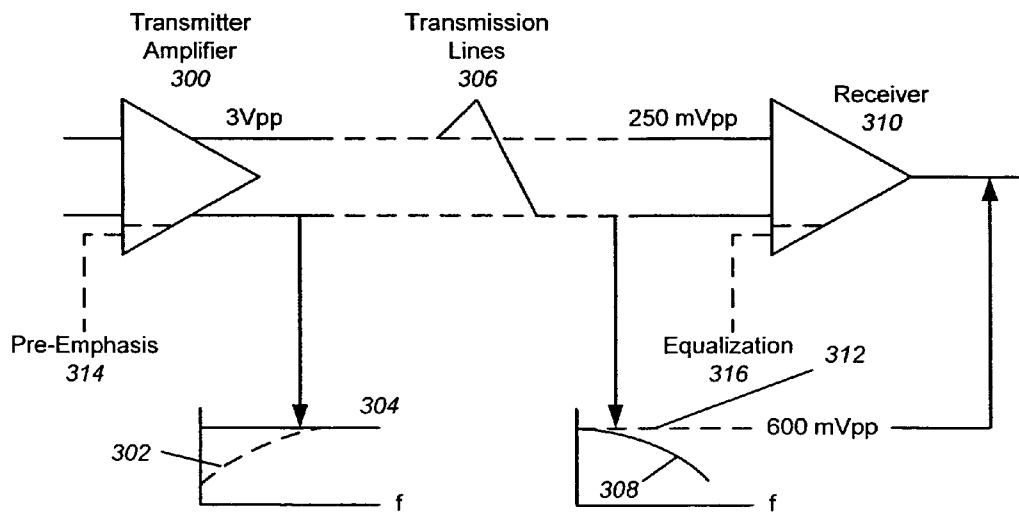 Transmitter
Amplifier
300
Transmission
Lines
306
Receiver
310
3Vpp
250 mVpp
Pre-Emphasis
314
Equalization
316
312
304
302
600 mVpp
308
f
f